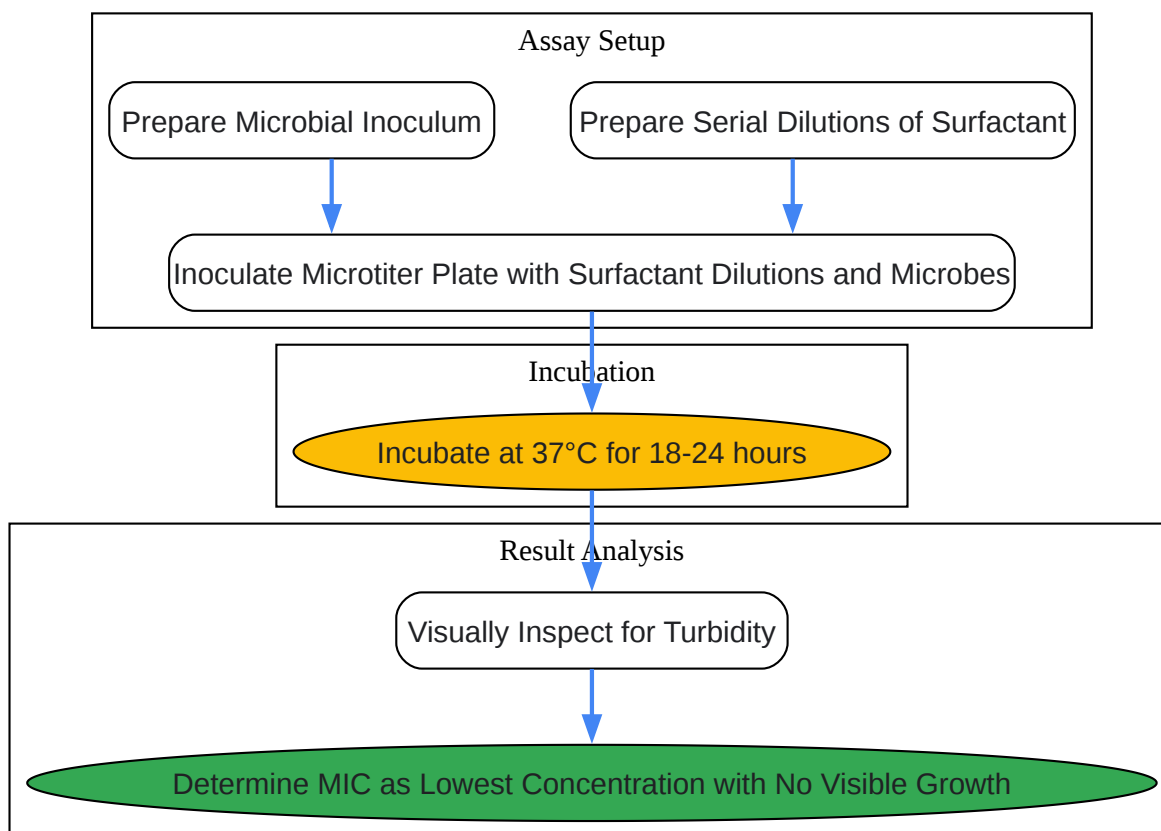 Assay Setup
Prepare Microbial Inoculum
Prepare Serial Dilutions of Surfactant
Inoculate Microtiter Plate with Surfactant Dilutions and Microbes
Incubation
Incubate at 37°C for 18-24 hours
Result Analysis
Visually Inspect for Turbidity
Determine MIC as Lowest Concentration with No Visible Growth